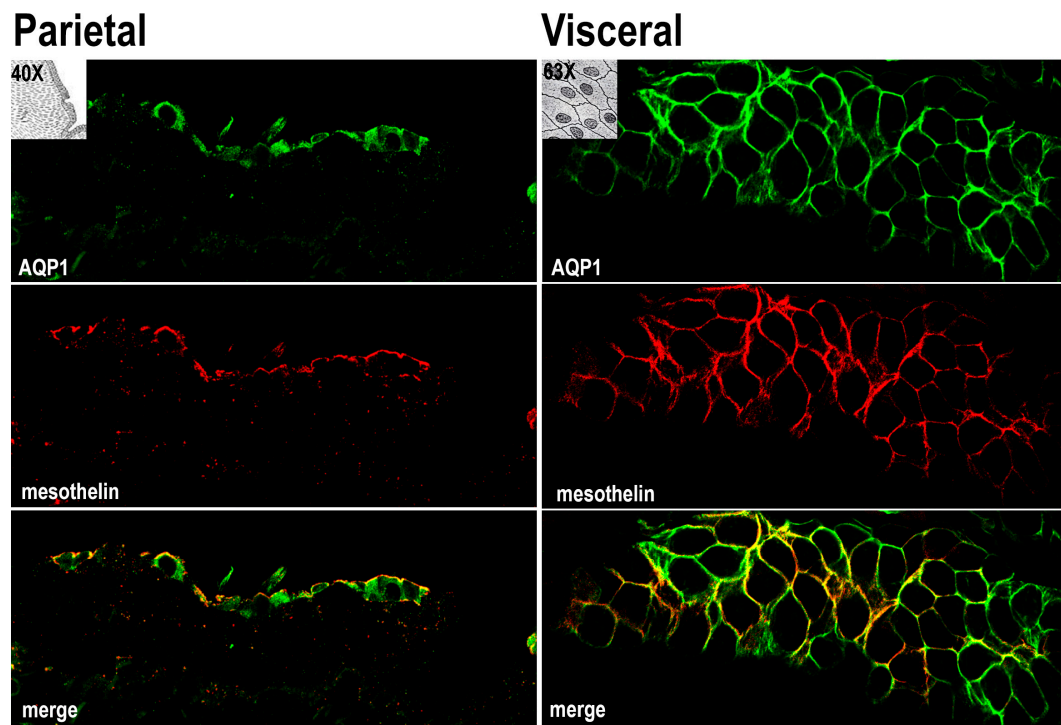 Parietal
40X
AQP1
mesothelin
merge
Visceral
63X
AQP1
mesothelin
merge